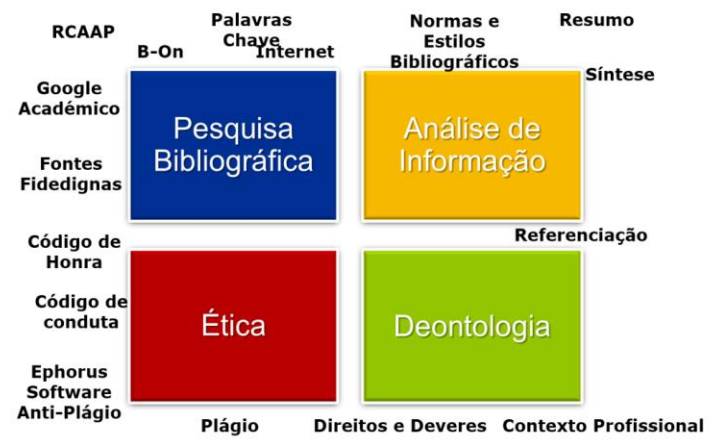 RCAAP
Palavras
Chave
B-On
Internet
Normas e
Estilos
Bibliográficos
Resumo
Síntese
Google
Académico
Fontes
Fidedignas
Pesquisa
Bibliográfica
Análise de
Informação
Referenciação
Código de
Honra
Código de
conduta
Ephorus
Software
Anti-Plágio
Ética
Deontologia
Plágio
Direitos e Deveres
Contexto Profissional